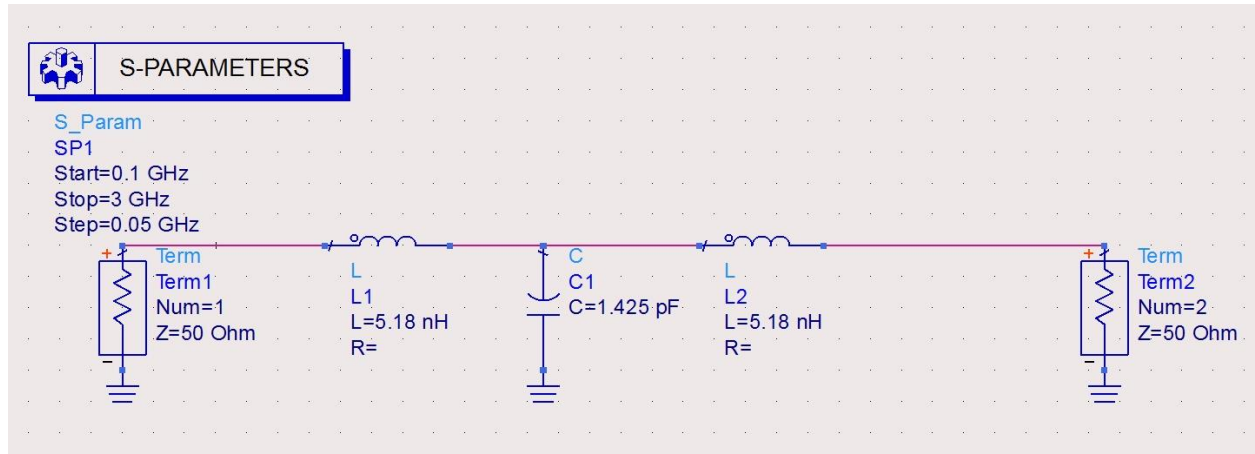 S-PARAMETERS
S_Param
SP1
Start=0.1 GHz
Stop=3 GHz
Step=0.05 GHz
+
Term
Term1
Num=1
Z=50 Ohm
-
L
L1
L=5.18 nH
R=
C
C1
C=1.425 pF
L
L2
L=5.18 nH
R=
+
Term
Term2
Num=2
Z=50 Ohm
-